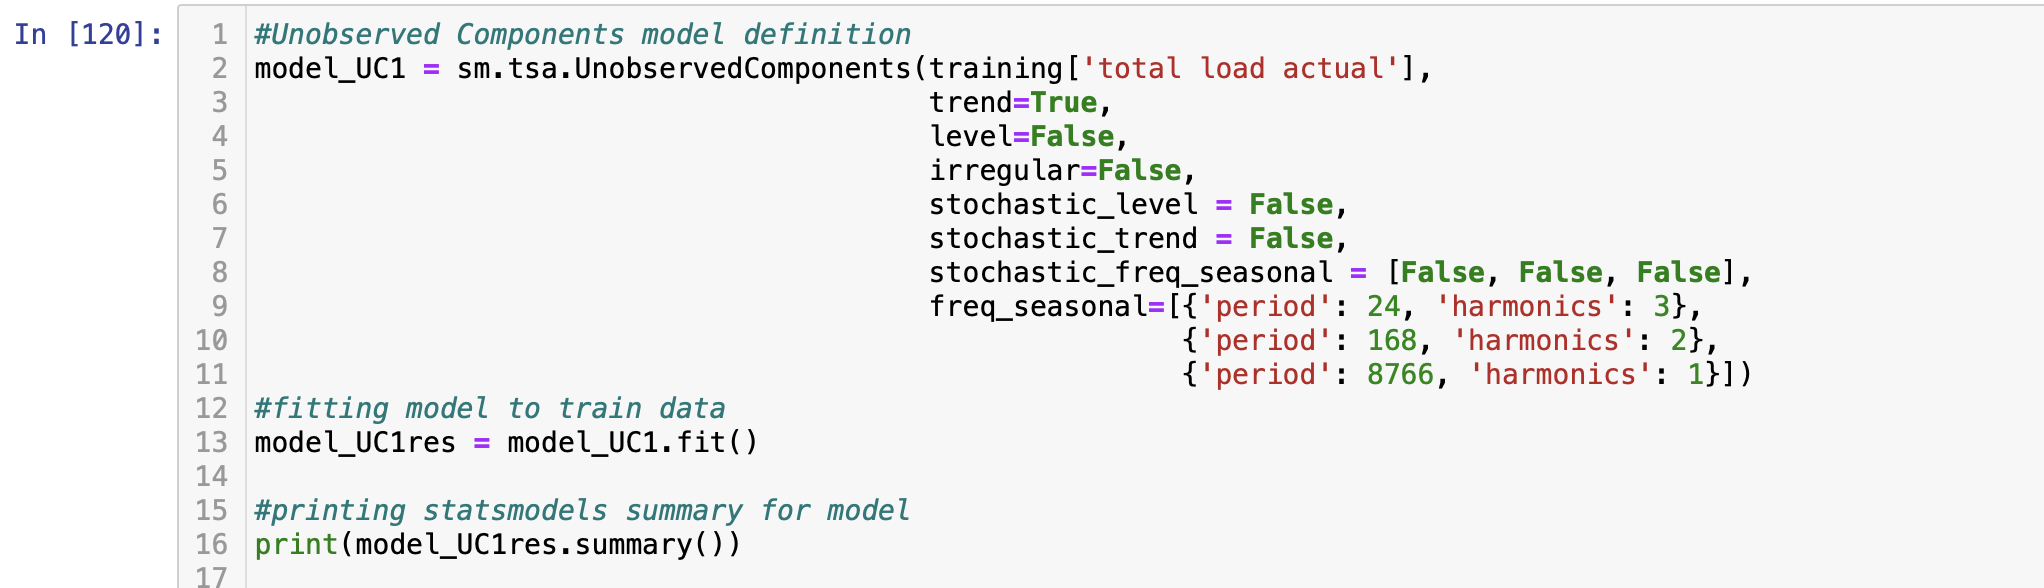 In [120]:
1 #Unobserved Components model definition
2 model_UC1 = sm.tsa.UnobservedComponents(training['total load actual'],
3 trend=True,
4 level=False,
5 irregular=False,
6 stochastic_level = False,
7 stochastic_trend = False,
8 stochastic_freq_seasonal = [False, False, False],
9 freq_seasonal=[{'period': 24, 'harmonics': 3},
10 {'period': 168, 'harmonics': 2},
11 {'period': 8766, 'harmonics': 1}])
12 #fitting model to train data
13 model_UC1res = model_UC1.fit()
14
15 #printing statsmodels summary for model
16 print(model_UC1res.summary())
17